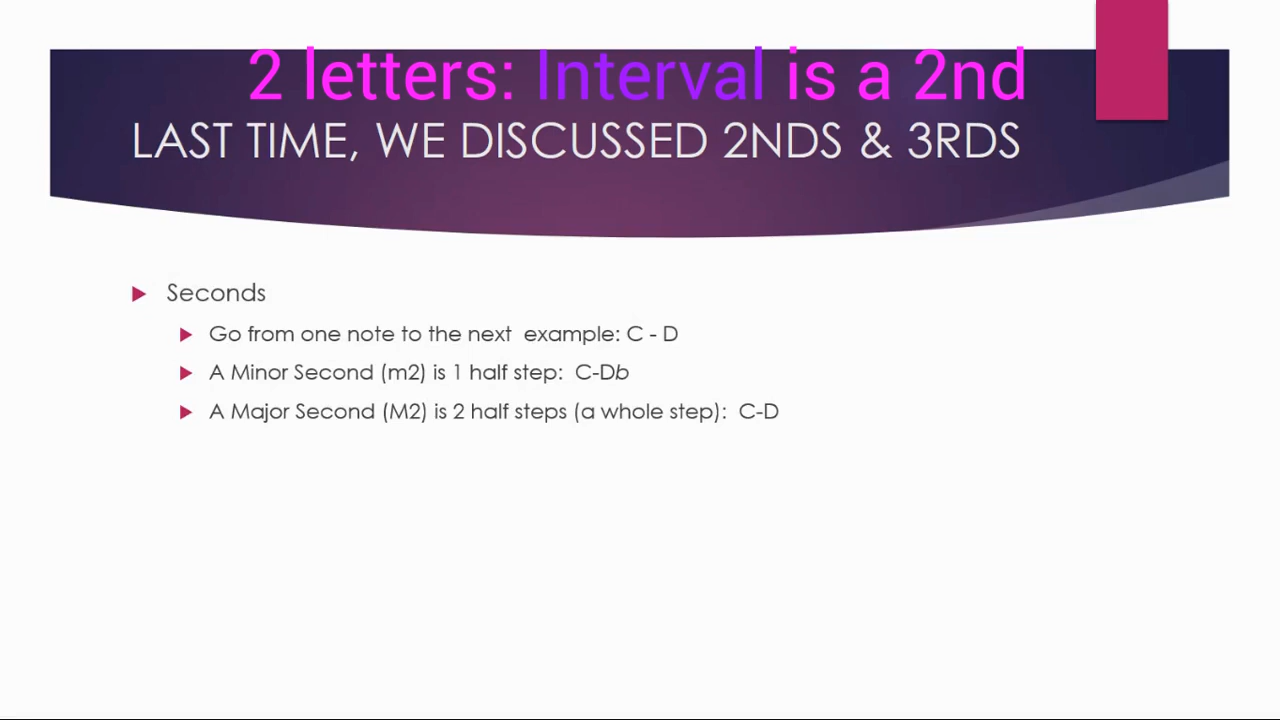 2 letters: Interval is a 2nd
LAST TIME, WE DISCUSSED 2NDS & 3RDS
Seconds
Go from one note to the next  example: C - D
A Minor Second (m2) is 1 half step:  C-Db
A Major Second (M2) is 2 half steps (a whole step):  C-D